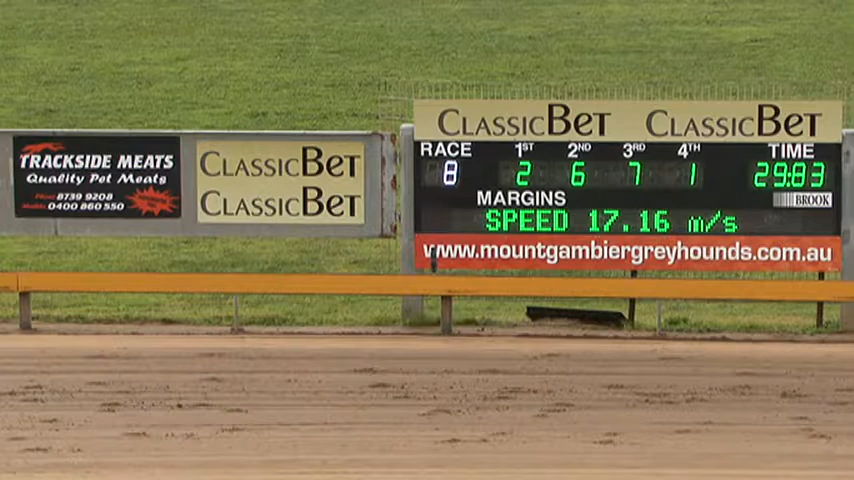 TRACKSIDE MEATS
Quality Pet Meats
8739 9208
0400 860 550
CLASSICBET
CLASSICBET
CLASSICBET CLASSICBET
RACE 1ST 2ND 3RD 4TH TIME
8 2 6 7 1 29.83
MARGINS BROOK
SPEED 17.16 m/s
www.mountgambiergreyhounds.com.au